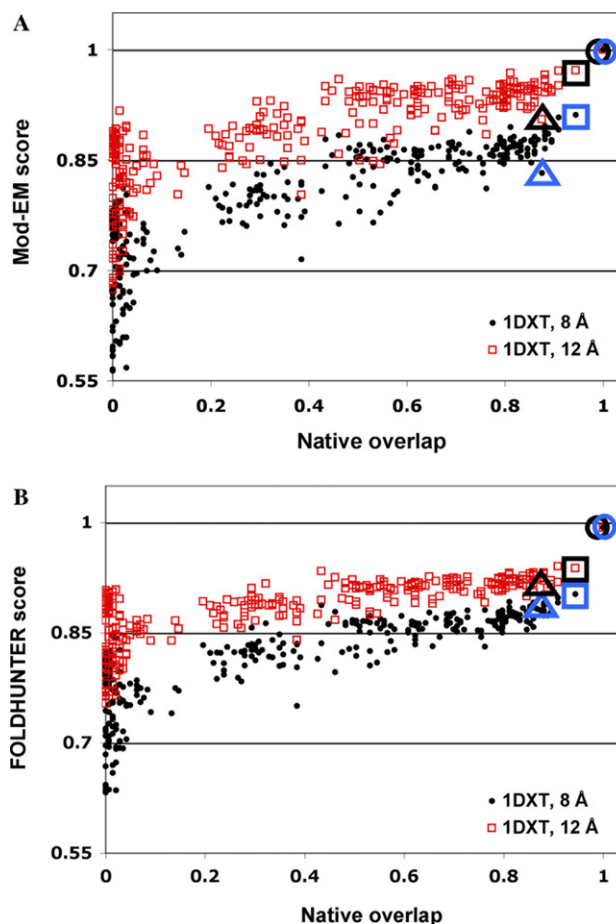 A
Mod-EM score
1
0.85
0.7
0.55
1DXT, 8 Å
1DXT, 12 Å
0 0.2 0.4 0.6 0.8 1
Native overlap
B
FOLDHUNTER score
1
0.85
0.7
0.55
1DXT, 8 Å
1DXT, 12 Å
0 0.2 0.4 0.6 0.8 1
Native overlap